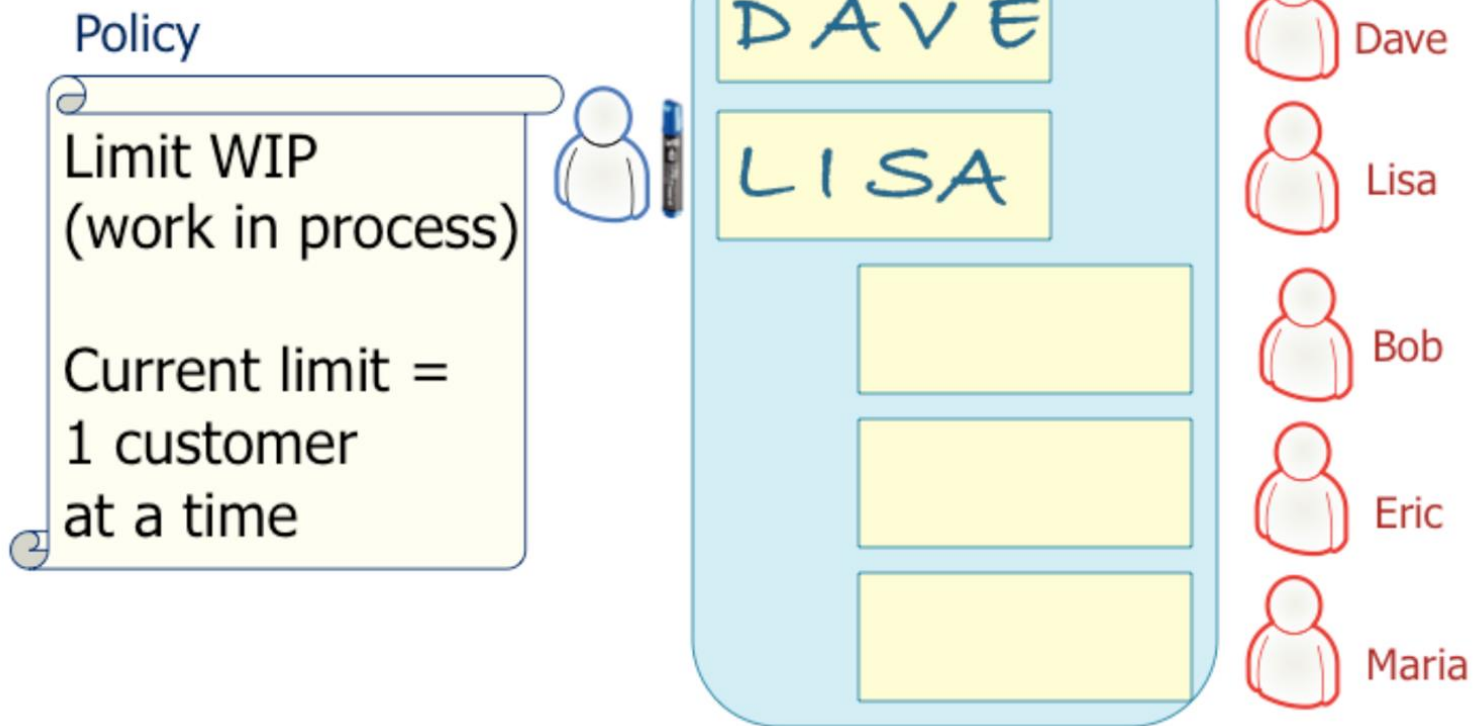 Policy
Limit WIP
(work in process)
Current limit =
1 customer
at a time
DAVE
LISA
Dave
Lisa
Bob
Eric
Maria